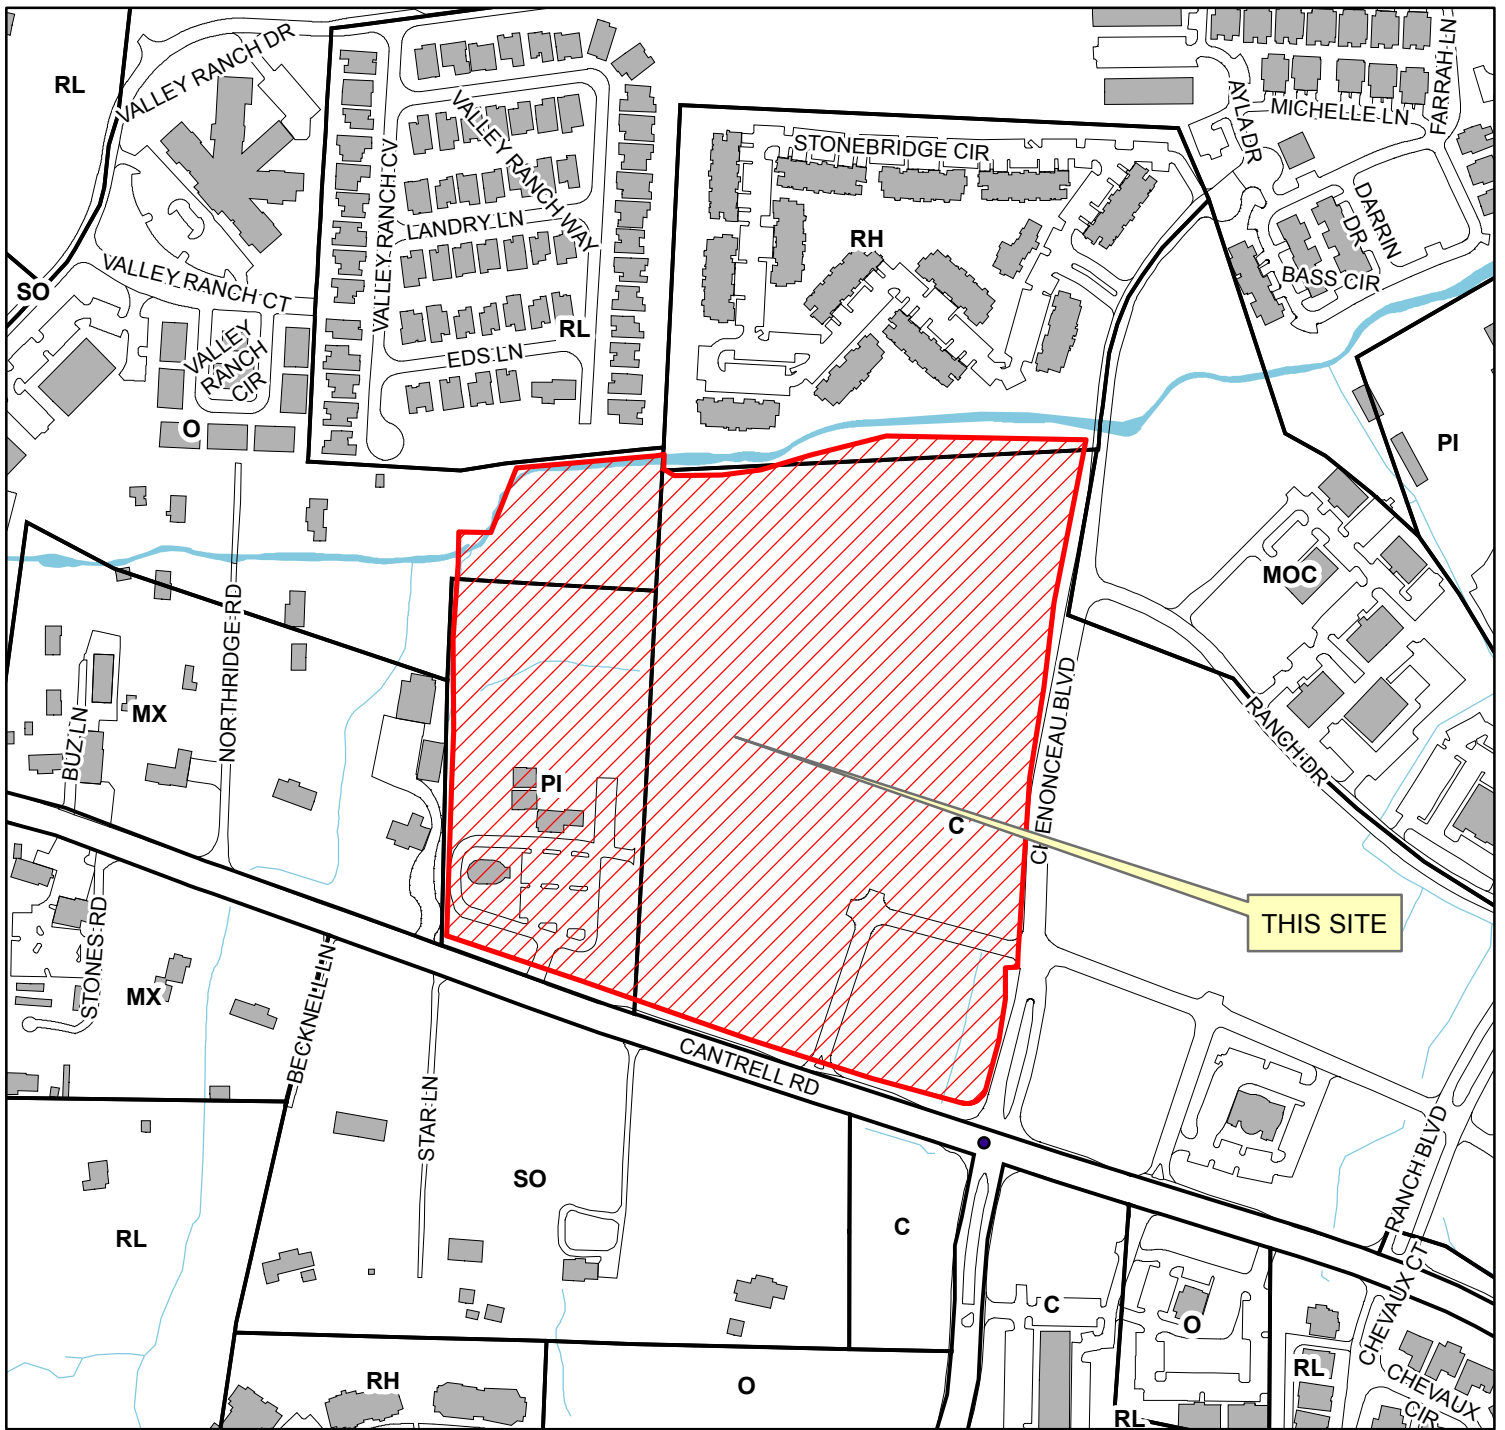 RL
VALLEY RANCH DR
VALLEY RANCH CV
VALLEY RANCH WAY
LANDRY LN
EDS LN
RL
STONEBRIDGE CIR
RH
AYLA DR
MICHELLE LN
FARRAH LN
DARRIN
DR
BASS CIR
SO
VALLEY RANCH CT
VALLEY
RANCH
CIR
O
PI
MOC
NORTHRIDGE RD
BUZ LN
MX
PI
C
CHENONCEAU BLVD
RANCH DR
THIS SITE
STONES RD
MX
BECKNELL LN
STAR LN
CANTRELL RD
SO
RL
C
C
O
RANCH BLVD
CHEVAUX CT
RL
CHEVAUX
CIR
RH
O
RL